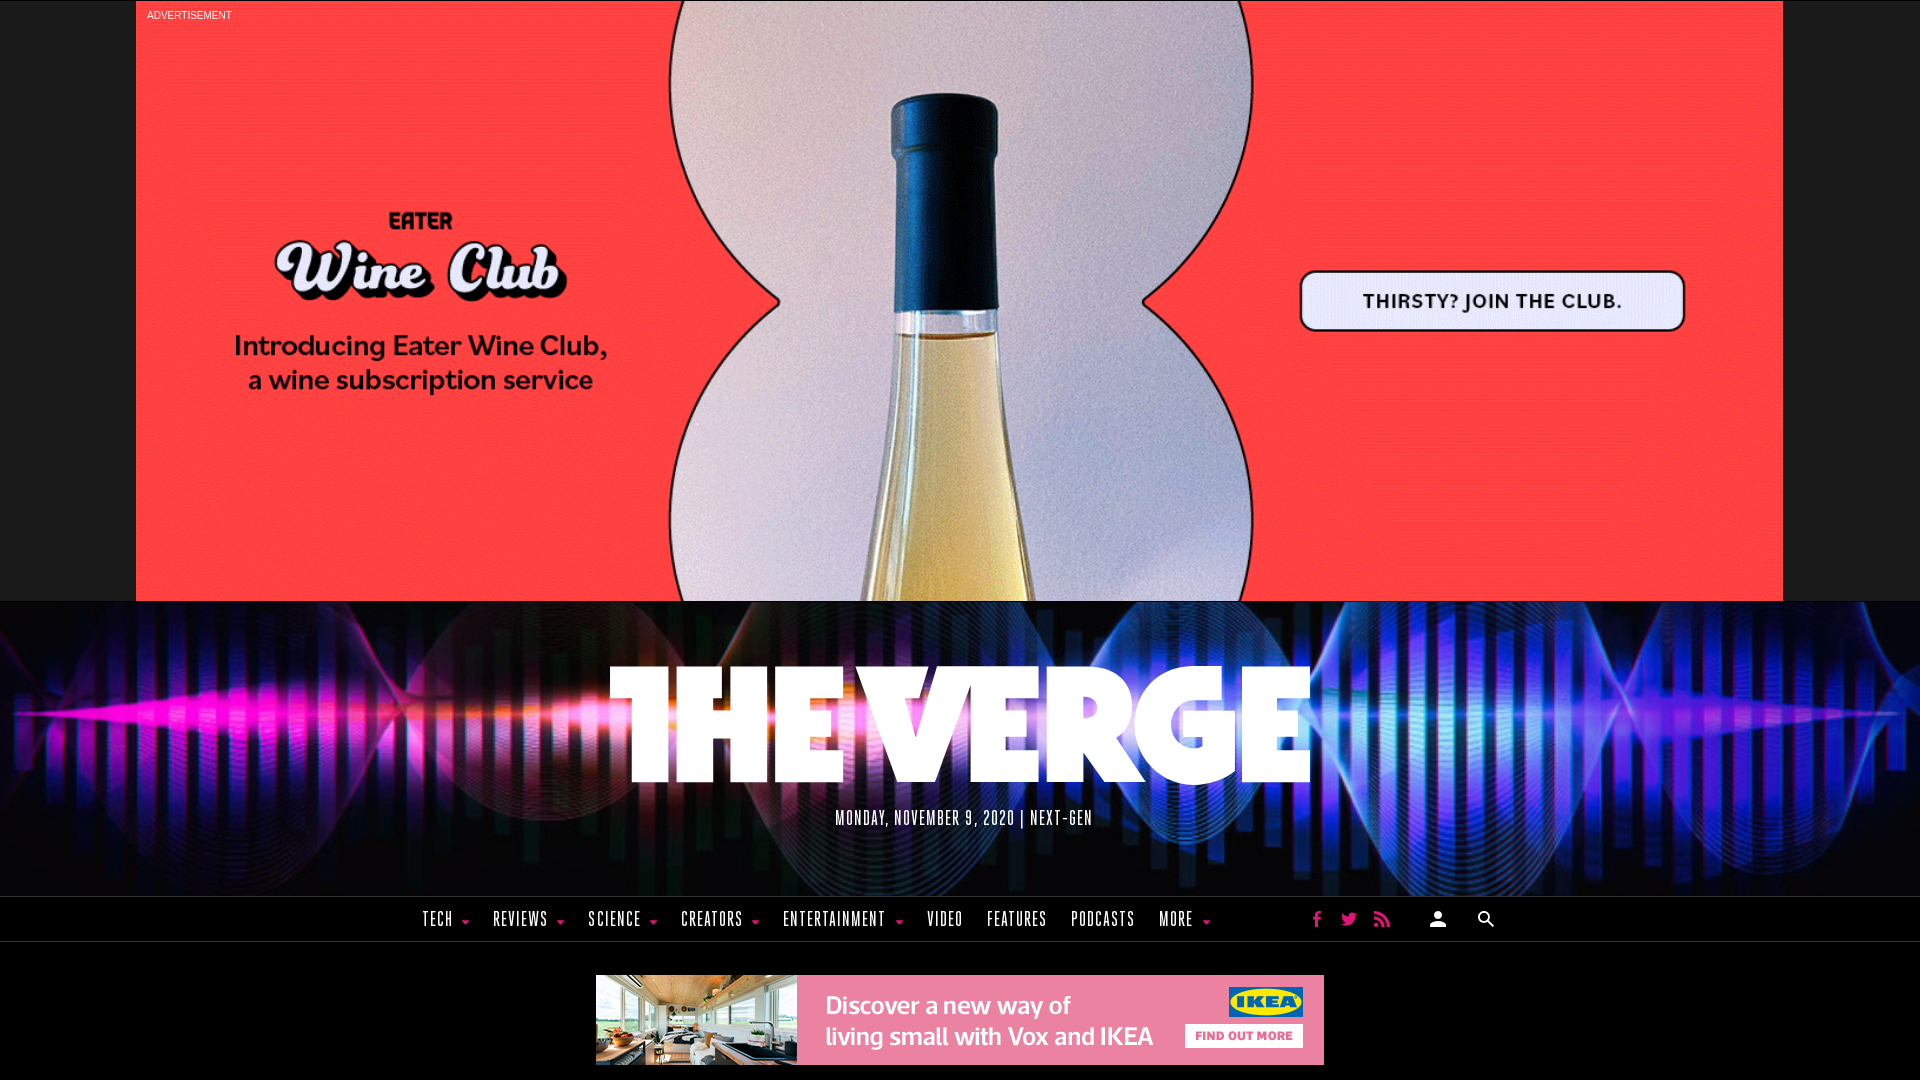 ADVERTISEMENT
EATER
Wine Club
Introducing Eater Wine Club,
a wine subscription service
THIRSTY? JOIN THE CLUB.
THE VERGE
MONDAY, NOVEMBER 9, 2020 | NEXT-GEN
TECH REVIEWS SCIENCE CREATORS ENTERTAINMENT VIDEO FEATURES PODCASTS MORE
Discover a new way of
living small with Vox and IKEA
IKEA
FIND OUT MORE